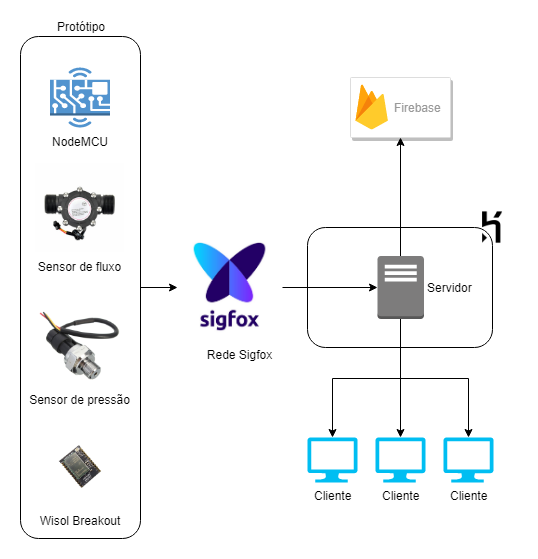 Protótipo
NodeMCU
Firebase
Sensor de fluxo
sigfox
Servidor
Rede Sigfox
Sensor de pressão
Cliente
Cliente
Cliente
Wisol Breakout